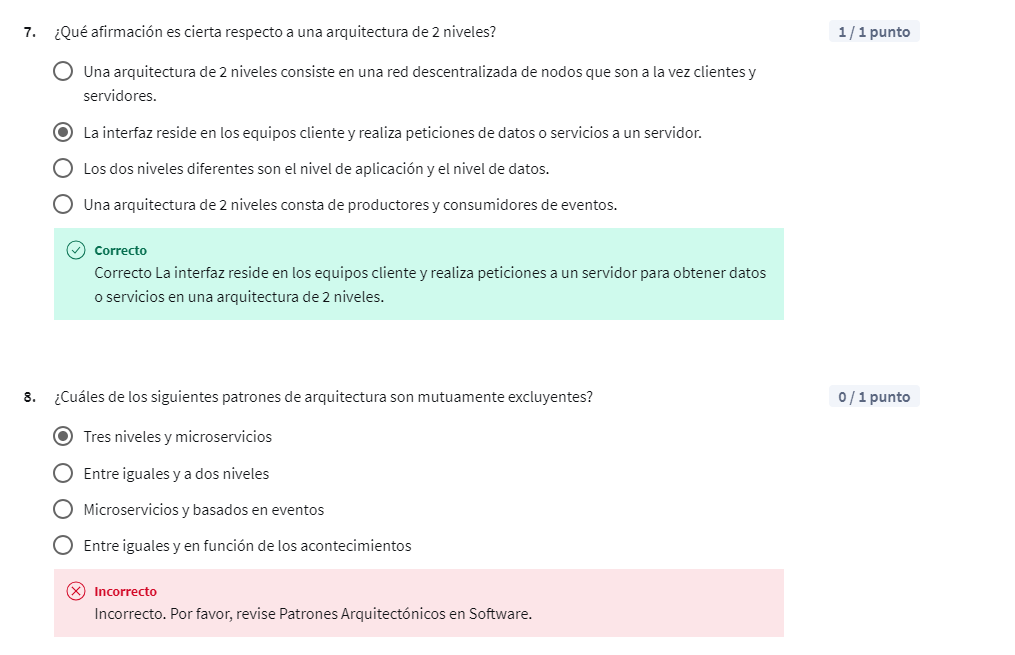 7. ¿Qué afirmación es cierta respecto a una arquitectura de 2 niveles? 1 / 1 punto
Una arquitectura de 2 niveles consiste en una red descentralizada de nodos que son a la vez clientes y
servidores.
La interfaz reside en los equipos cliente y realiza peticiones de datos o servicios a un servidor.
Los dos niveles diferentes son el nivel de aplicación y el nivel de datos.
Una arquitectura de 2 niveles consta de productores y consumidores de eventos.
Correcto
Correcto La interfaz reside en los equipos cliente y realiza peticiones a un servidor para obtener datos
o servicios en una arquitectura de 2 niveles.
8. ¿Cuáles de los siguientes patrones de arquitectura son mutuamente excluyentes? 0 / 1 punto
Tres niveles y microservicios
Entre iguales y a dos niveles
Microservicios y basados en eventos
Entre iguales y en función de los acontecimientos
Incorrecto
Incorrecto. Por favor, revise Patrones Arquitectónicos en Software.